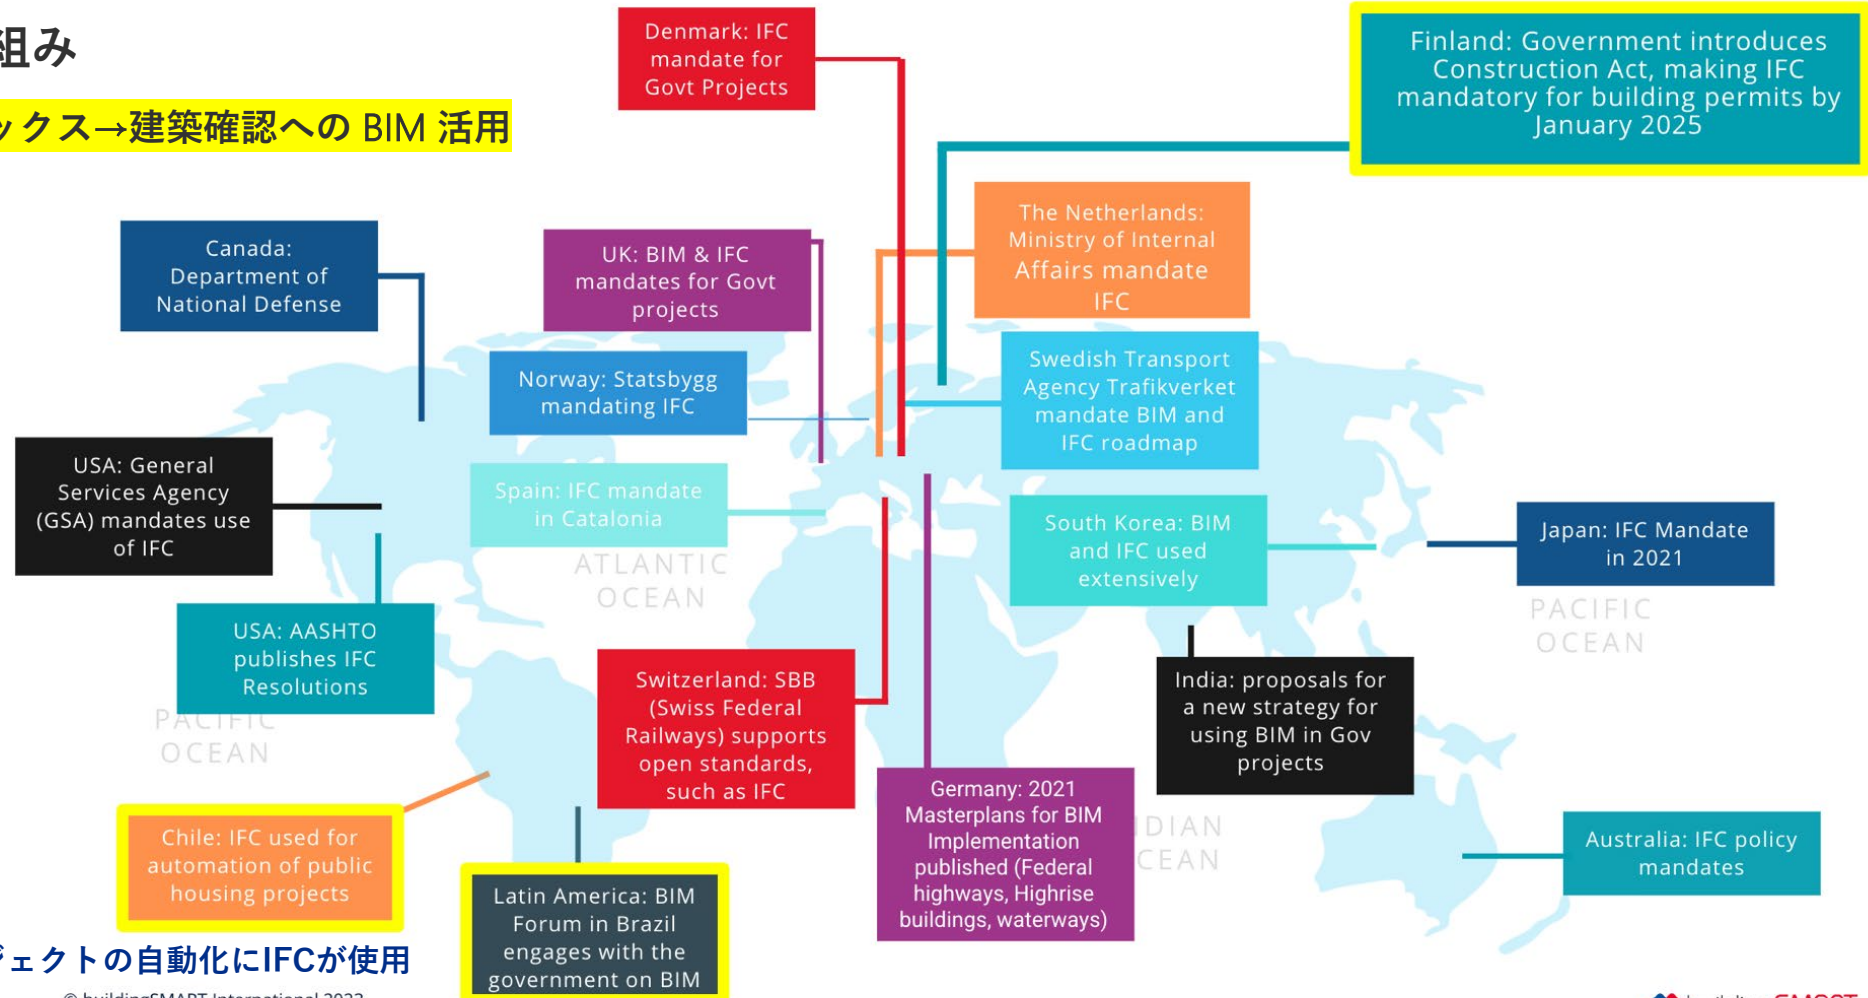 組み
ックス→建築確認への BIM 活用
Denmark: IFC
mandate for
Govt Projects
Finland: Government introduces
Construction Act, making IFC
mandatory for building permits by
January 2025
Canada:
Department of
National Defense
UK: BIM & IFC
mandates for Govt
projects
The Netherlands:
Ministry of Internal
Affairs mandate
IFC
Norway: Statsbygg
mandating IFC
Swedish Transport
Agency Trafikverket
mandate BIM and
IFC roadmap
USA: General
Services Agency
(GSA) mandates use
of IFC
Spain: IFC mandate
in Catalonia
South Korea: BIM
and IFC used
extensively
Japan: IFC Mandate
in 2021
ATLANTIC
OCEAN
PACIFIC
OCEAN
USA: AASHTO
publishes IFC
Resolutions
PACIFIC
OCEAN
Switzerland: SBB
(Swiss Federal
Railways) supports
open standards,
such as IFC
India: proposals for
a new strategy for
using BIM in Gov
projects
Germany: 2021
Masterplans for BIM
Implementation
published (Federal
highways, Highrise
buildings, waterways)
DIAN
CEAN
Australia: IFC policy
mandates
Chile: IFC used for
automation of public
housing projects
Latin America: BIM
Forum in Brazil
engages with the
government on BIM
ジェクトの自動化にIFCが使用
© buildingSMART International